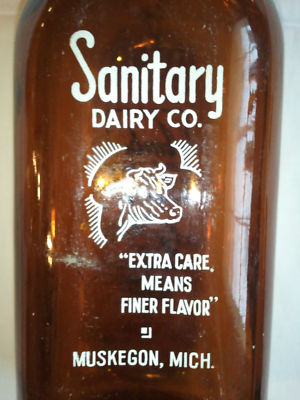 Sanitary
DAIRY CO.
"EXTRA CARE,
MEANS
FINER FLAVOR"
MUSKEGON, MICH.